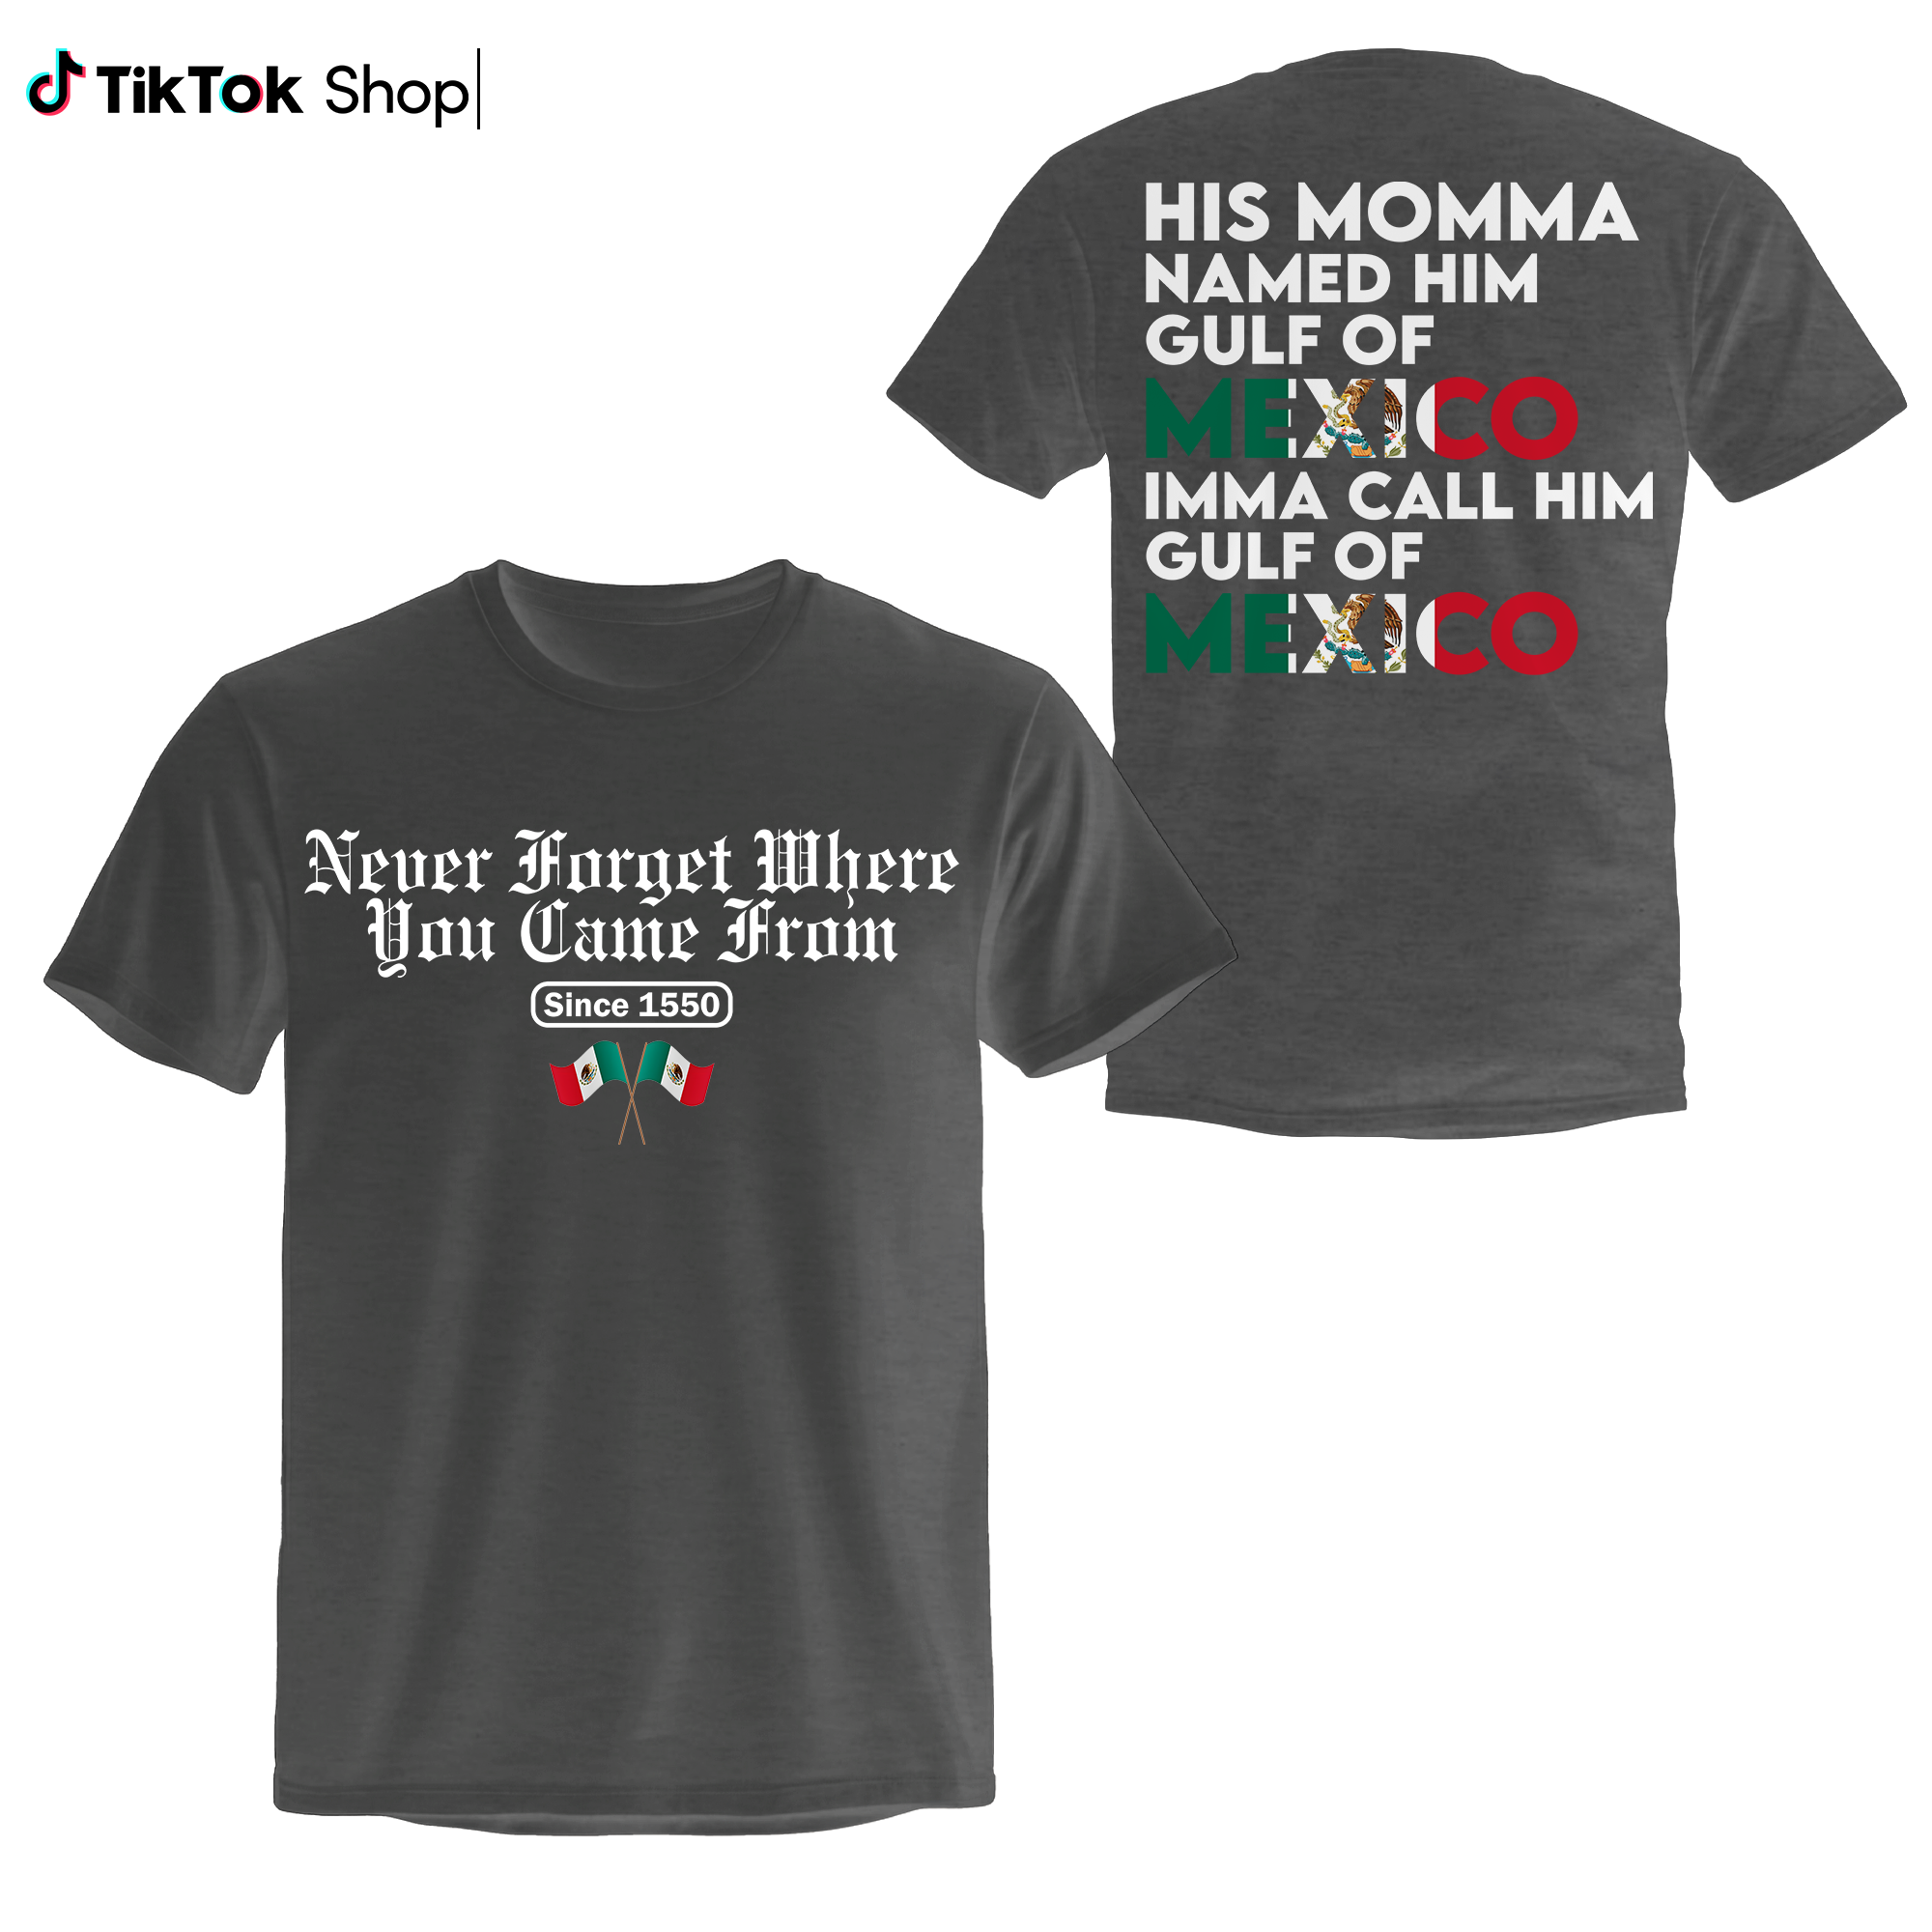 TikTok Shop
HIS MOMMA
NAMED HIM
GULF OF
MEXICO
IMMA CALL HIM
GULF OF
MEXICO
Never Forget Where
You Came From
Since 1550